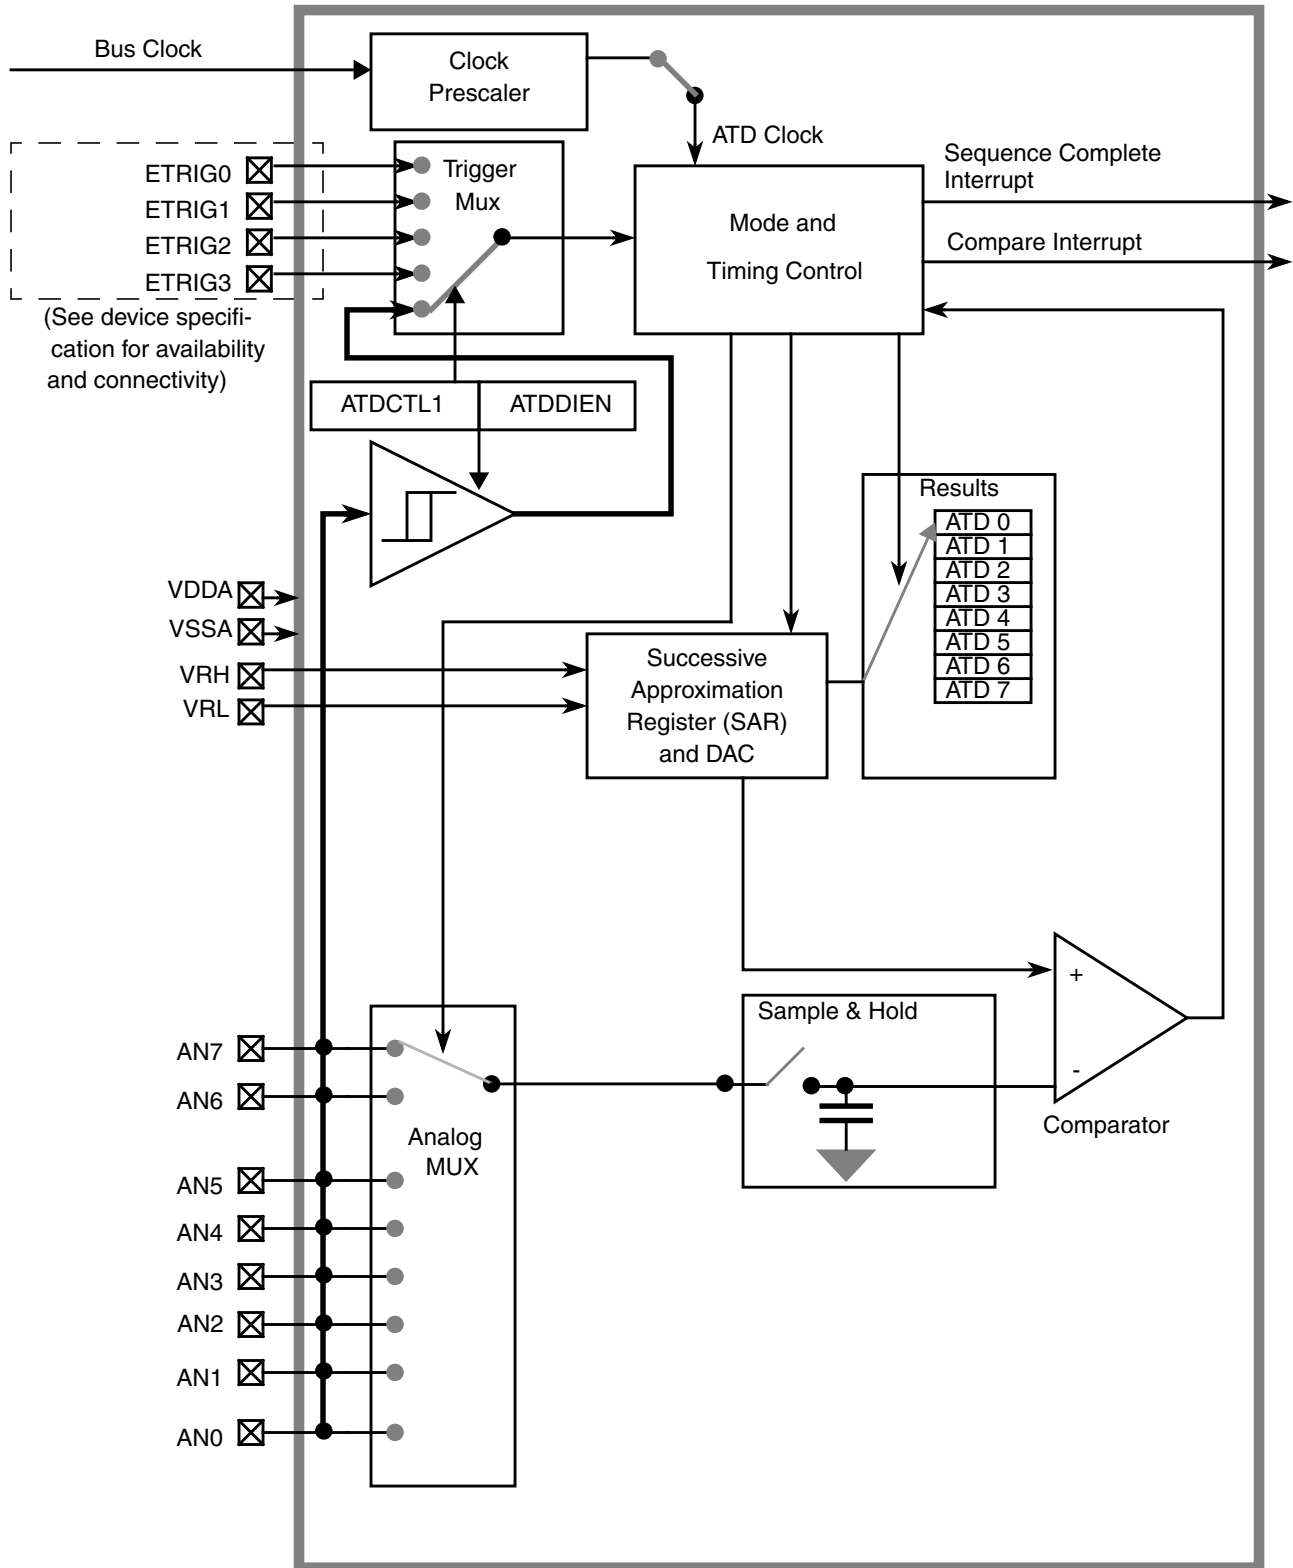 Bus Clock
Clock
Prescaler
ATD Clock
ETRIG0
ETRIG1
ETRIG2
ETRIG3
(See device specifi-
cation for availability
and connectivity)
Trigger
Mux
Mode and
Timing Control
Sequence Complete
Interrupt
Compare Interrupt
ATDCTL1
ATDDIEN
Results
ATD 0
ATD 1
ATD 2
ATD 3
ATD 4
ATD 5
ATD 6
ATD 7
VDDA
VSSA
VRH
VRL
Successive
Approximation
Register (SAR)
and DAC
+
-
Comparator
Sample & Hold
AN7
AN6
AN5
AN4
AN3
AN2
AN1
AN0
Analog
MUX